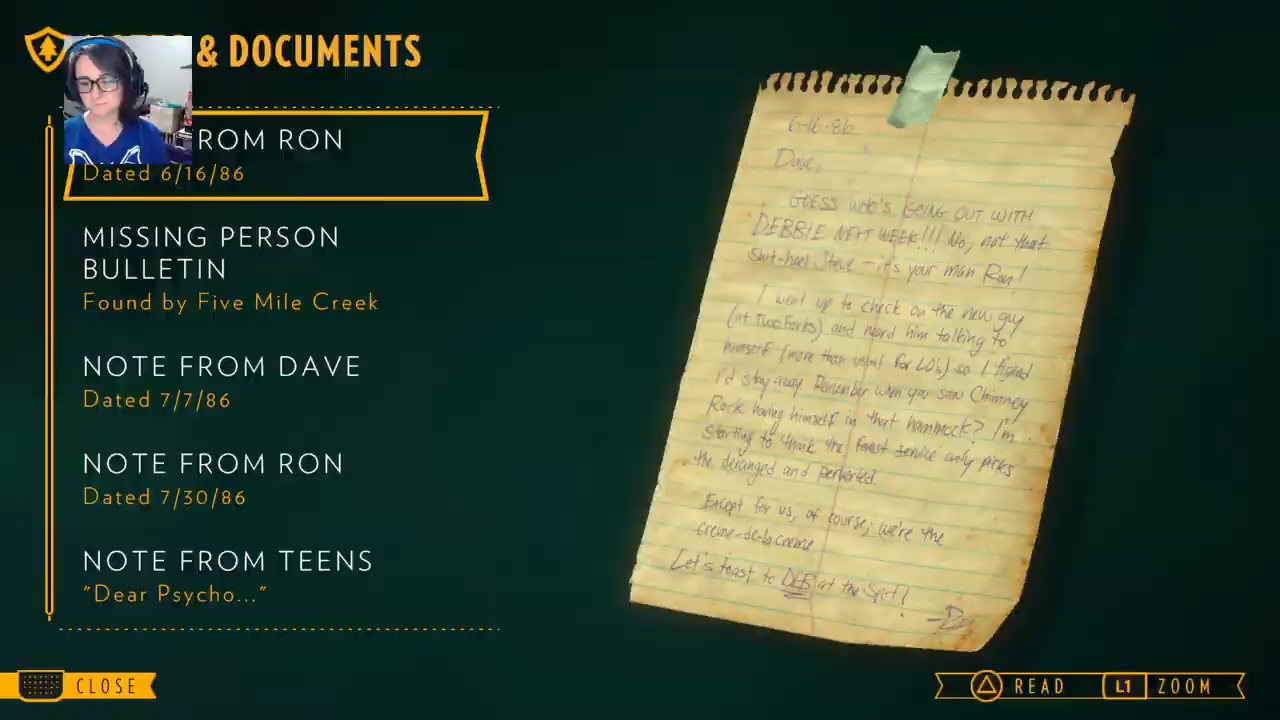 & DOCUMENTS
ROM RON
Dated 6/16/86
MISSING PERSON
BULLETIN
Found by Five Mile Creek
NOTE FROM DAVE
Dated 7/7/86
NOTE FROM RON
Dated 7/30/86
NOTE FROM TEENS
"Dear Psycho..."
6-16-86
Dave,
GUESS WHO'S GOING OUT WITH
DEBBIE NEXT WEEK!!! No, not that
shit-heel Steve - it's your man Ron!
I went up to check on the new guy
(at Two Forks) and heard him talking to
himself (more than usual for LOs) so I figured
I'd stay away. Remember when you saw Chimney
Rock having himself in that hammock? I'm
starting to think the forest service only picks
the deranged and perverted.
Except for us, of course; we're the
creme-de-la creme.
Let's toast to DEB at the Spot!
CLOSE
READ
L1 ZOOM